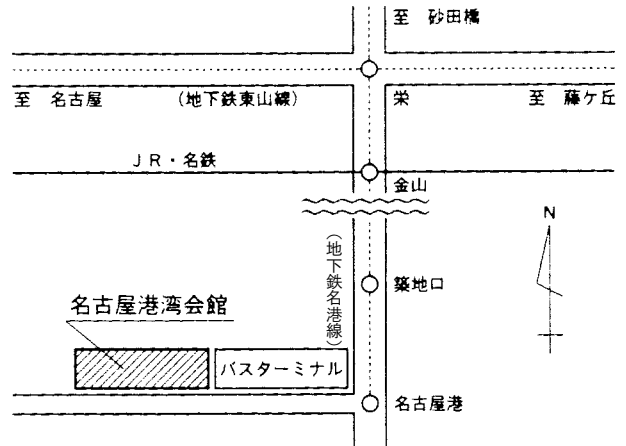 至 砂田橋
至 名古屋
(地下鉄東山線)
栄
至 藤ケ丘
JR・名鉄
金山
N
(地下鉄名港線)
築地口
名古屋港湾会館
バスターミナル
名古屋港